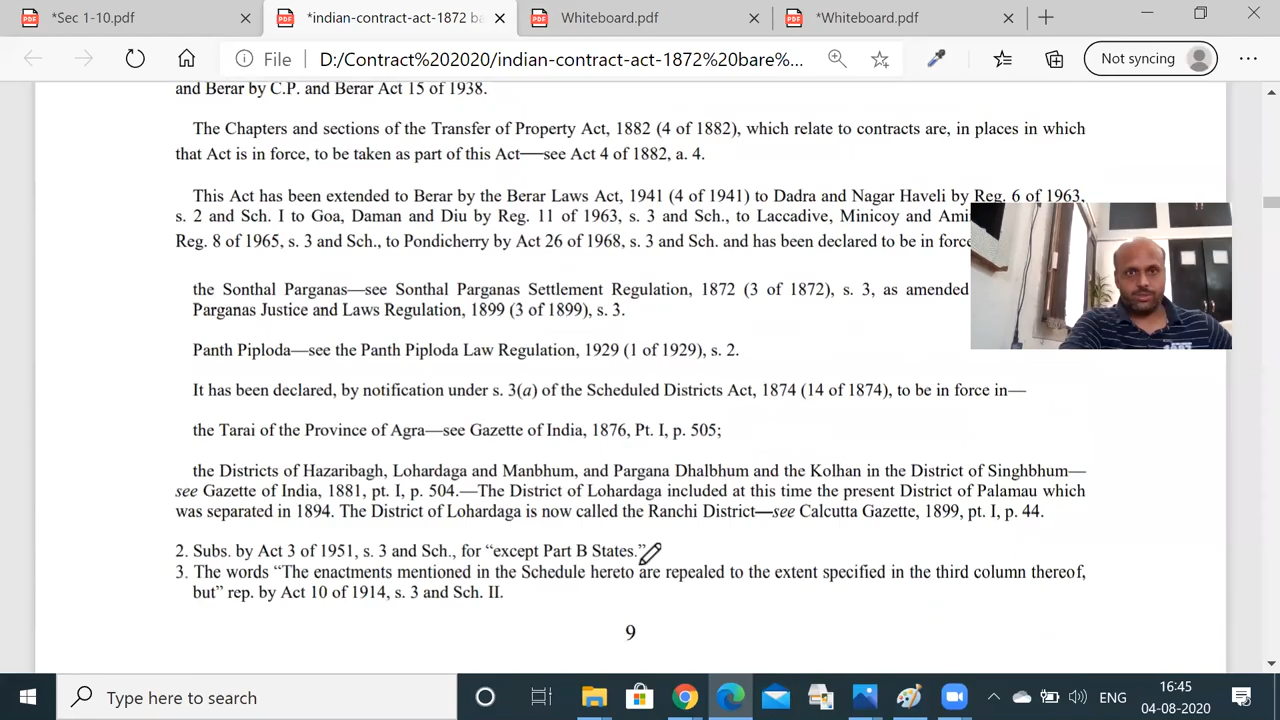 *Sec 1-10.pdf
*indian-contract-act-1872 ba
Whiteboard.pdf
*Whiteboard.pdf
File
D:/Contract%202020/indian-contract-act-1872%20bare%...
Not syncing
and Berar by C.P. and Berar Act 15 of 1938.
The Chapters and sections of the Transfer of Property Act, 1882 (4 of 1882), which relate to contracts are, in places in which
that Act is in force, to be taken as part of this Act—see Act 4 of 1882, a. 4.
This Act has been extended to Berar by the Berar Laws Act, 1941 (4 of 1941) to Dadra and Nagar Haveli by Reg. 6 of 1963,
s. 2 and Sch. I to Goa, Daman and Diu by Reg. 11 of 1963, s. 3 and Sch., to Laccadive, Minicoy and Ami
Reg. 8 of 1965, s. 3 and Sch., to Pondicherry by Act 26 of 1968, s. 3 and Sch. and has been declared to be in force
the Sonthal Parganas—see Sonthal Parganas Settlement Regulation, 1872 (3 of 1872), s. 3, as amended
Parganas Justice and Laws Regulation, 1899 (3 of 1899), s. 3.
Panth Piploda—see the Panth Piploda Law Regulation, 1929 (1 of 1929), s. 2.
It has been declared, by notification under s. 3(a) of the Scheduled Districts Act, 1874 (14 of 1874), to be in force in—
the Tarai of the Province of Agra—see Gazette of India, 1876, Pt. I, p. 505;
the Districts of Hazaribagh, Lohardaga and Manbhum, and Pargana Dhalbhum and the Kolhan in the District of Singhbhum—
see Gazette of India, 1881, pt. I, p. 504.—The District of Lohardaga included at this time the present District of Palamau which
was separated in 1894. The District of Lohardaga is now called the Ranchi District—see Calcutta Gazette, 1899, pt. I, p. 44.
2. Subs. by Act 3 of 1951, s. 3 and Sch., for “except Part B States.”
3. The words “The enactments mentioned in the Schedule hereto are repealed to the extent specified in the third column thereof,
but” rep. by Act 10 of 1914, s. 3 and Sch. II.
9
Type here to search
ENG
16:45
04-08-2020